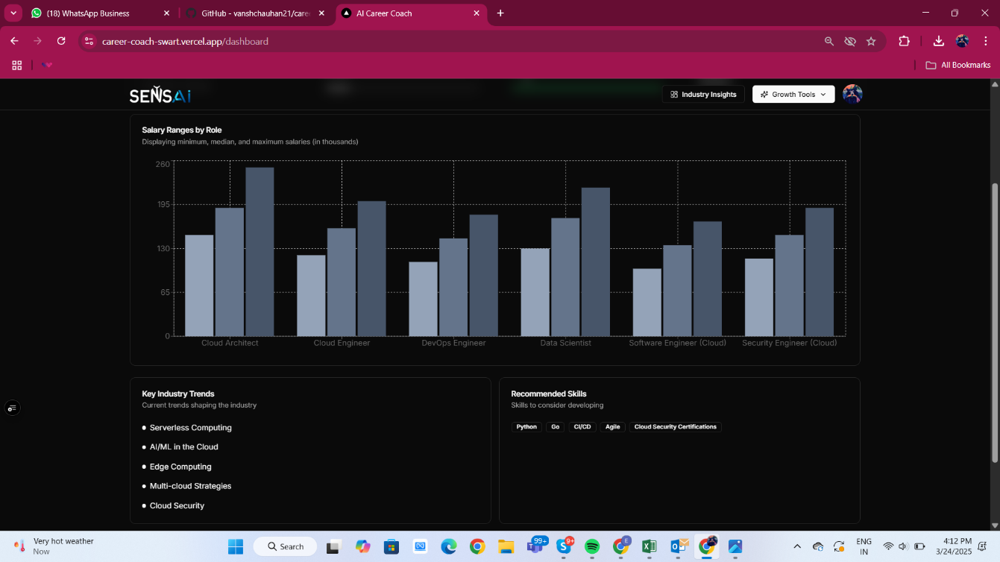 (18) WhatsApp Business
GitHub - vanshchauhan21/caree
AI Career Coach
career-coach-swart.vercel.app/dashboard
All Bookmarks
SENSAi
Industry Insights
Growth Tools
Salary Ranges by Role
Displaying minimum, median, and maximum salaries (in thousands)
260
195
130
65
0
Cloud Architect
Cloud Engineer
DevOps Engineer
Data Scientist
Software Engineer (Cloud)
Security Engineer (Cloud)
Key Industry Trends
Current trends shaping the industry
Serverless Computing
AI/ML in the Cloud
Edge Computing
Multi-cloud Strategies
Cloud Security
Recommended Skills
Skills to consider developing
Python
Go
CI/CD
Agile
Cloud Security Certifications
Very hot weather
Now
Search
99+
9+
E
ENG
IN
4:12 PM
3/24/2025